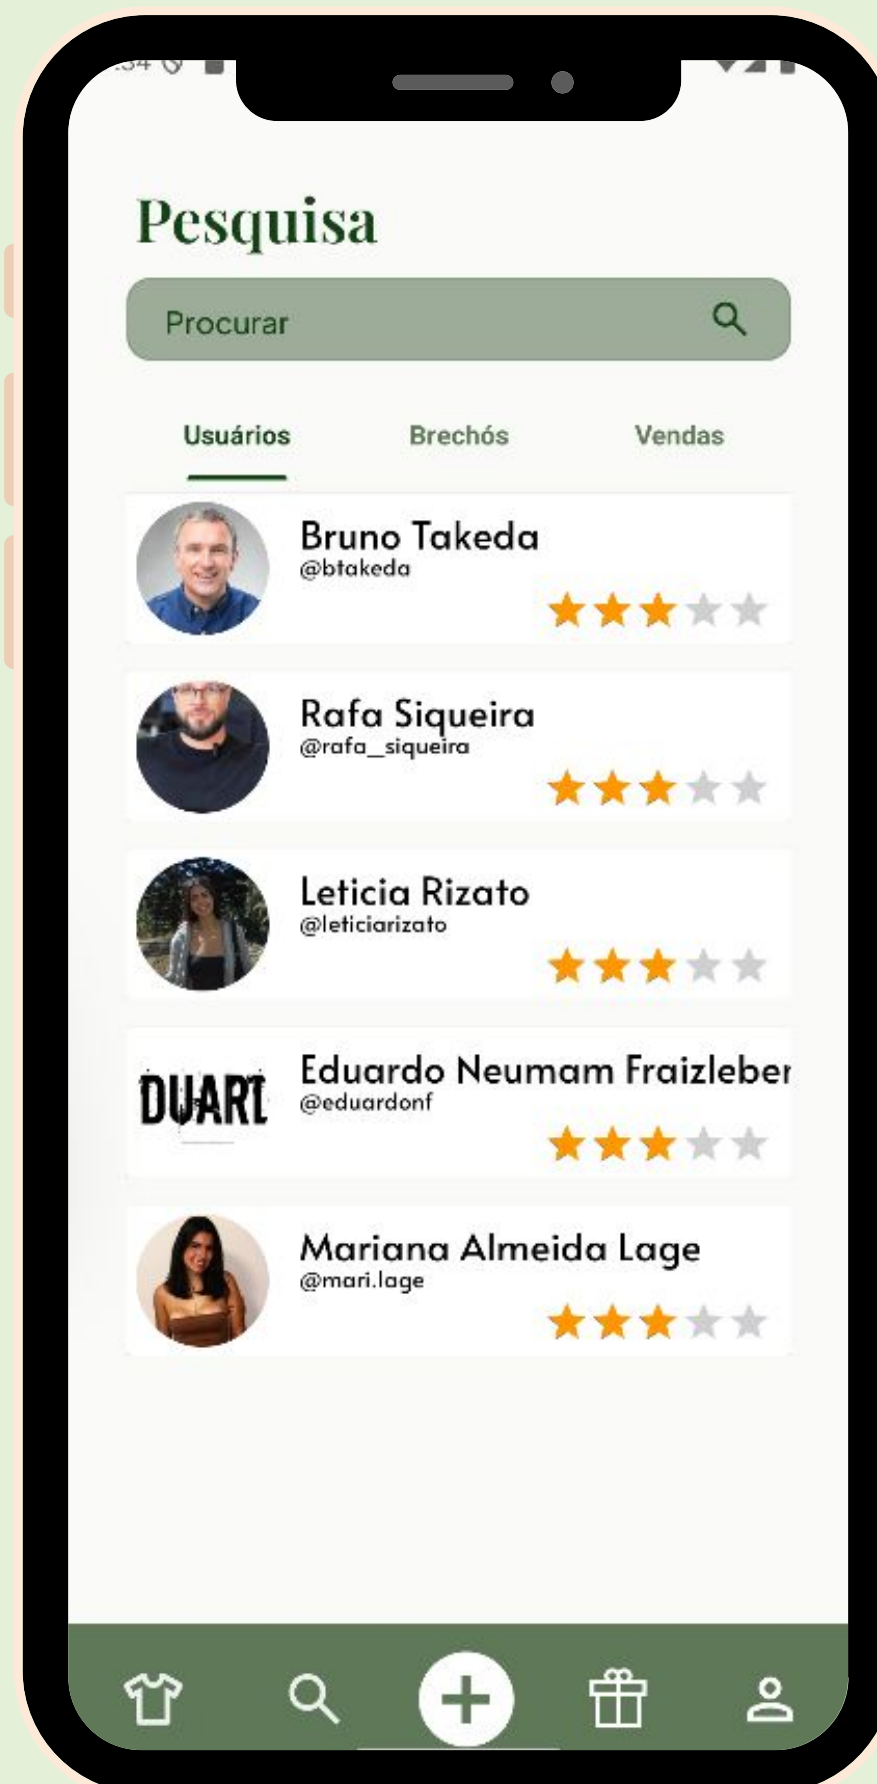 Pesquisa
Procurar
Usuários Brechós Vendas
Bruno Takeda
@btakeda
Rafa Siqueira
@rafa_siqueira
Leticia Rizato
@leticiarizato
DUART
Eduardo Neumam Fraizleber
@eduardonf
Mariana Almeida Lage
@mari.lage